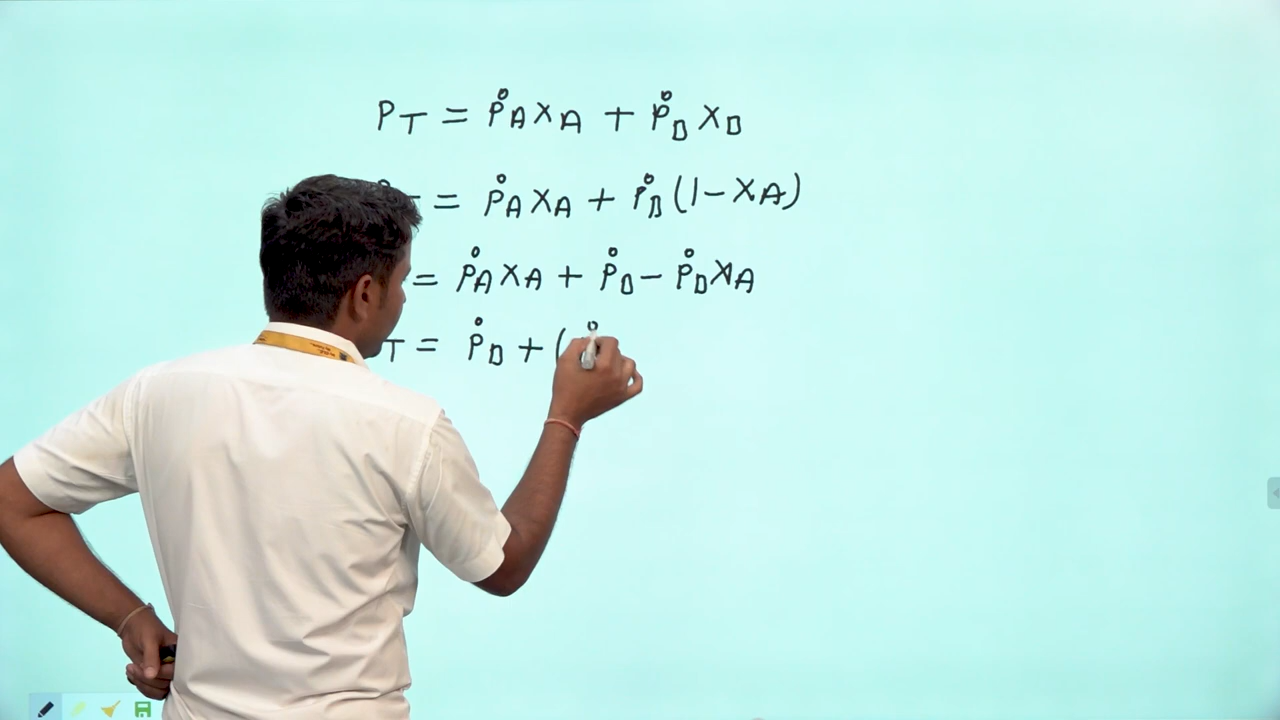 PT = P̊A XA + P̊B XB
T = P̊A XA + P̊B (1 - XA)
= P̊A XA + P̊B - P̊B XA
T = P̊B + (